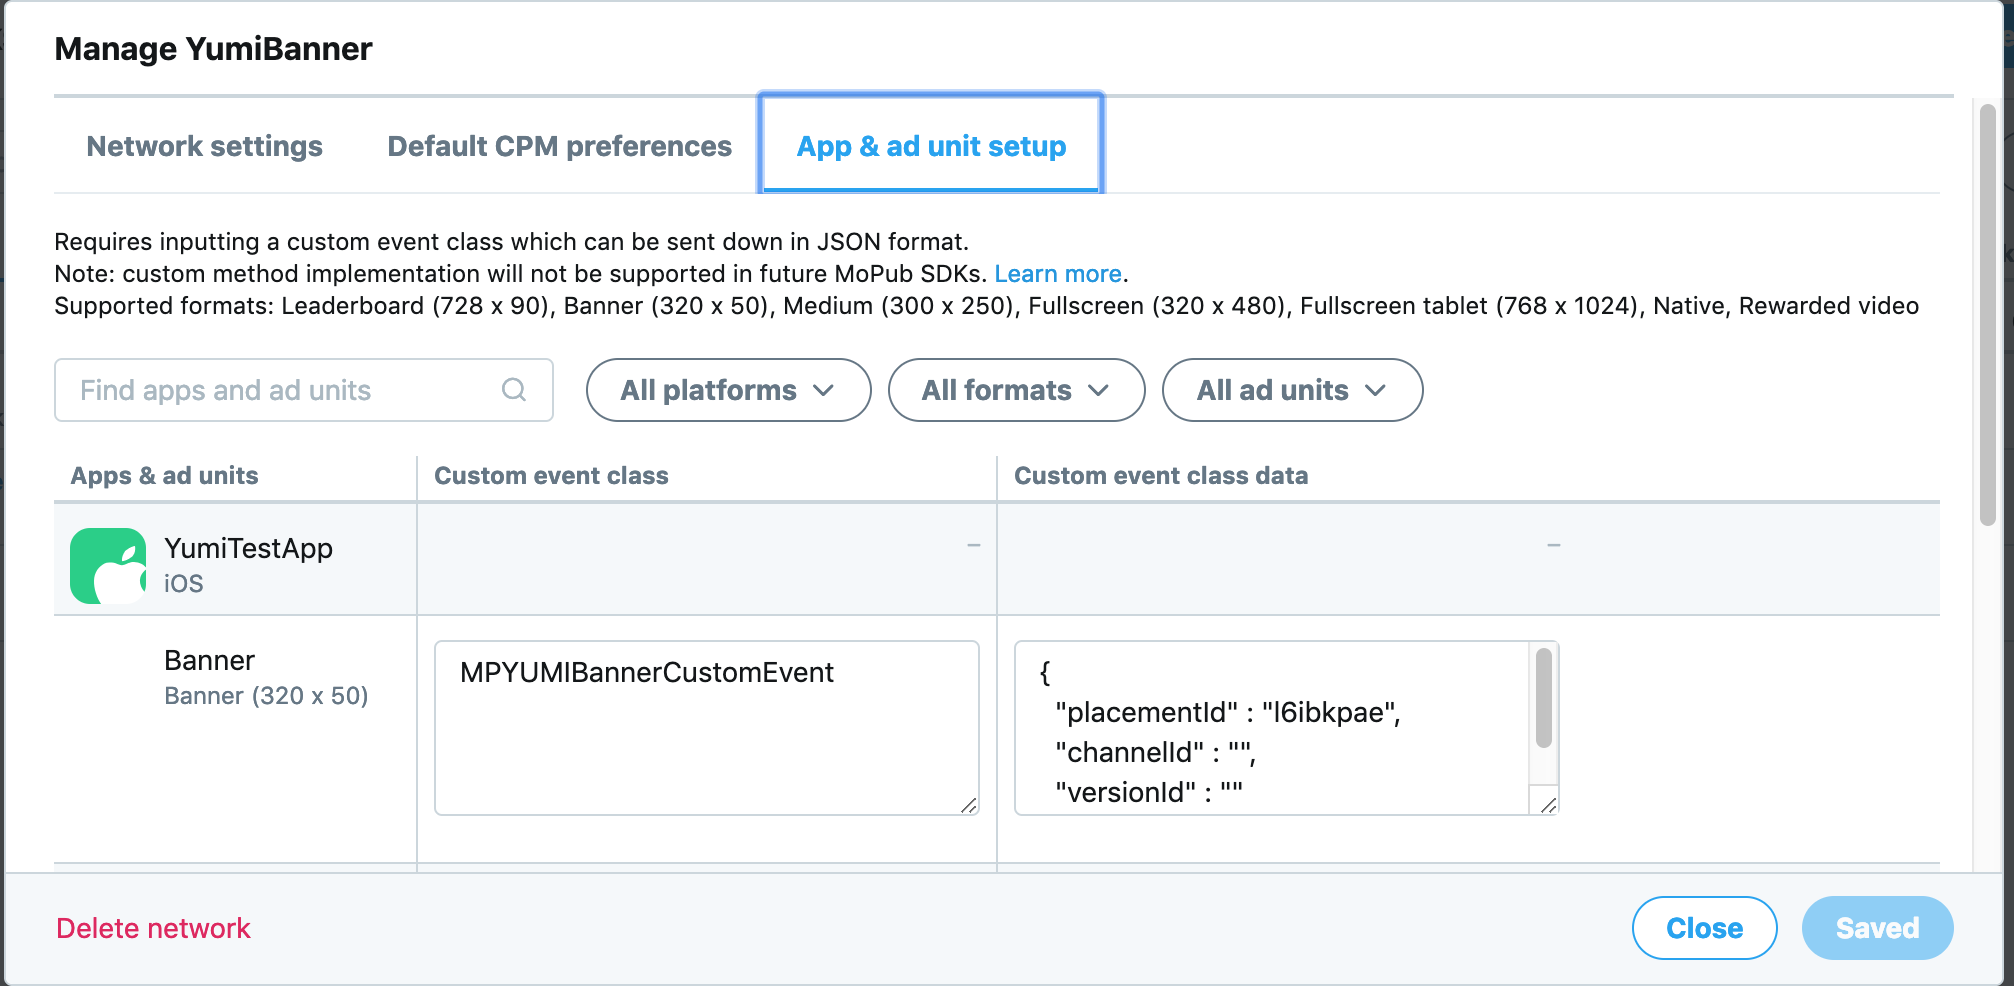 Manage YumiBanner
Network settings
Default CPM preferences
App & ad unit setup
Requires inputting a custom event class which can be sent down in JSON format.
Note: custom method implementation will not be supported in future MoPub SDKs. Learn more.
Supported formats: Leaderboard (728 x 90), Banner (320 x 50), Medium (300 x 250), Fullscreen (320 x 480), Fullscreen tablet (768 x 1024), Native, Rewarded video
Find apps and ad units
All platforms
All formats
All ad units
Apps & ad units
Custom event class
Custom event class data
YumiTestApp
iOS
–
–
Banner
Banner (320 x 50)
MPYUMIBannerCustomEvent
{
"placementId" : "l6ibkpae",
"channelId" : "",
"versionId" : ""
Delete network
Close
Saved